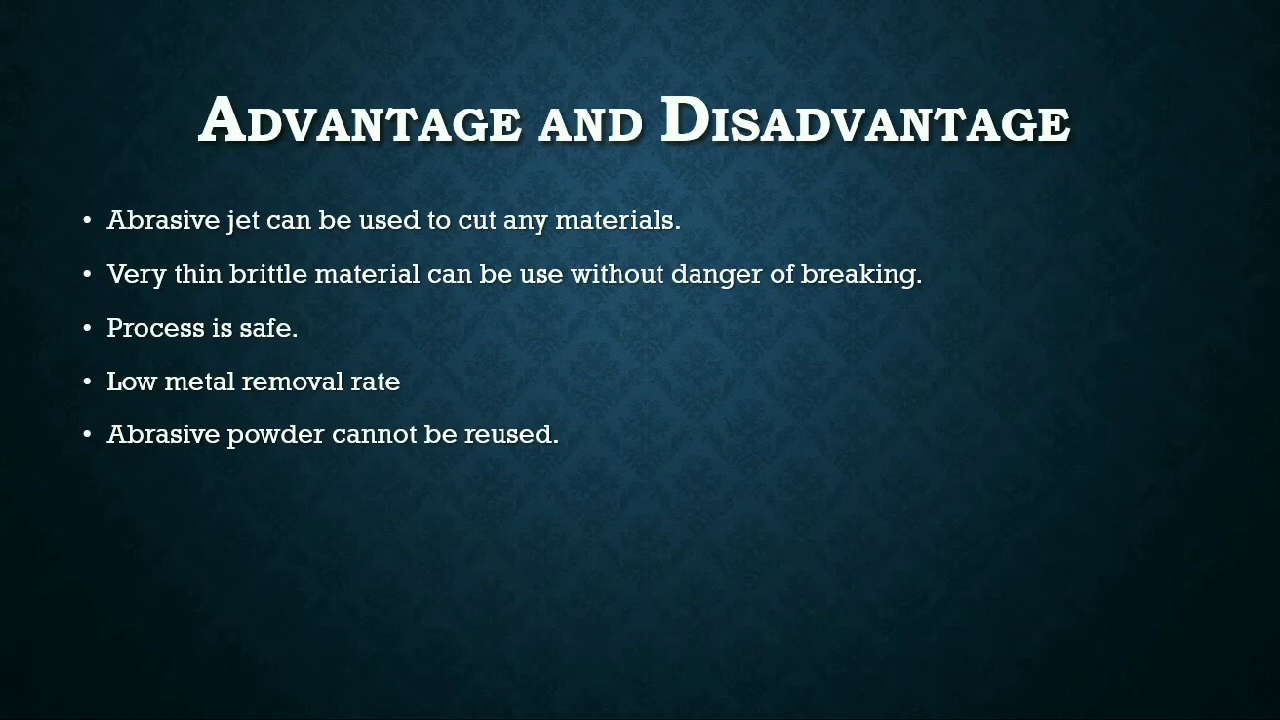 ADVANTAGE AND DISADVANTAGE
• Abrasive jet can be used to cut any materials.
• Very thin brittle material can be use without danger of breaking.
• Process is safe.
• Low metal removal rate
• Abrasive powder cannot be reused.